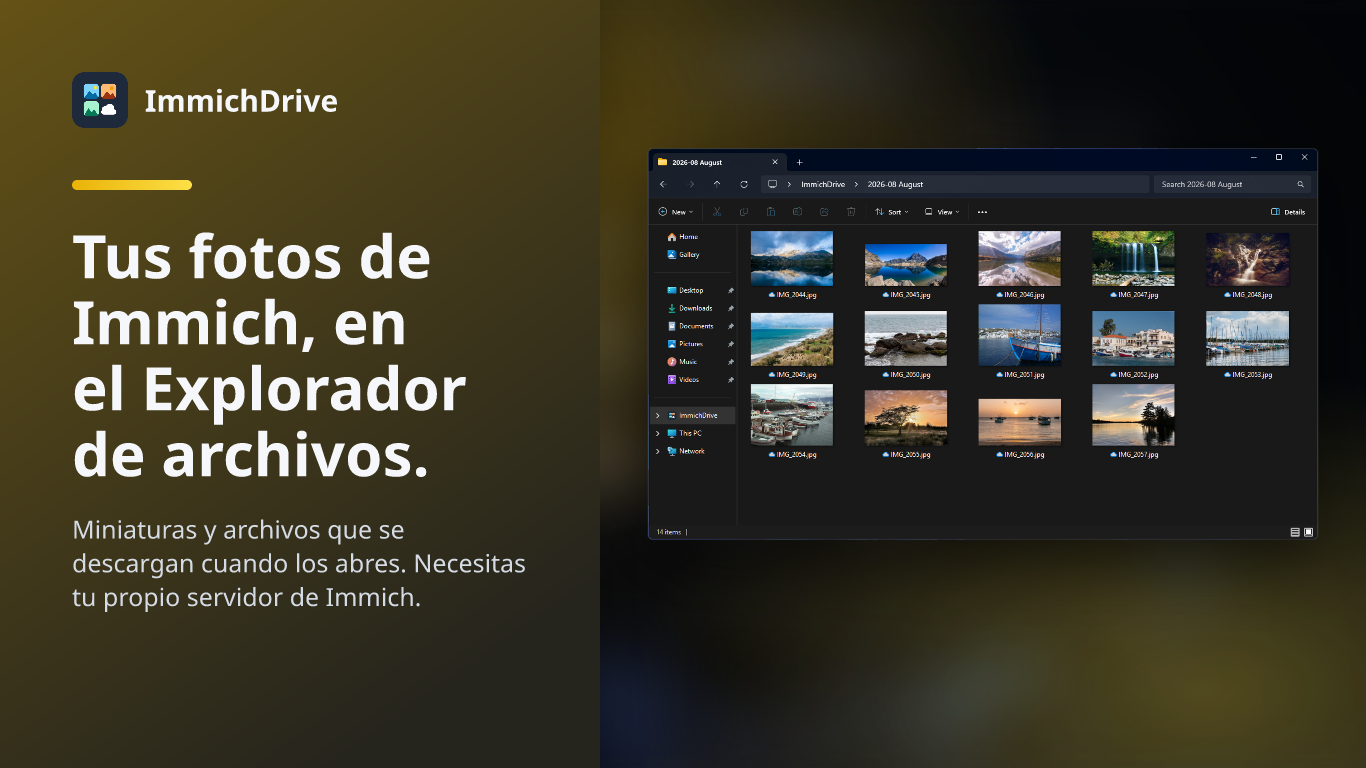 ImmichDrive
Tus fotos de
Immich, en
el Explorador
de archivos.
Miniaturas y archivos que se
descargan cuando los abres. Necesitas
tu propio servidor de Immich.
2026-08 August
ImmichDrive
2026-08 August
Search 2026-08 August
New
Sort
View
Details
Home
Gallery
Desktop
Downloads
Documents
Pictures
Music
Videos
ImmichDrive
This PC
Network
IMG_2044.jpg
IMG_2045.jpg
IMG_2046.jpg
IMG_2047.jpg
IMG_2048.jpg
IMG_2049.jpg
IMG_2050.jpg
IMG_2051.jpg
IMG_2052.jpg
IMG_2053.jpg
IMG_2054.jpg
IMG_2055.jpg
IMG_2056.jpg
IMG_2057.jpg
14 items